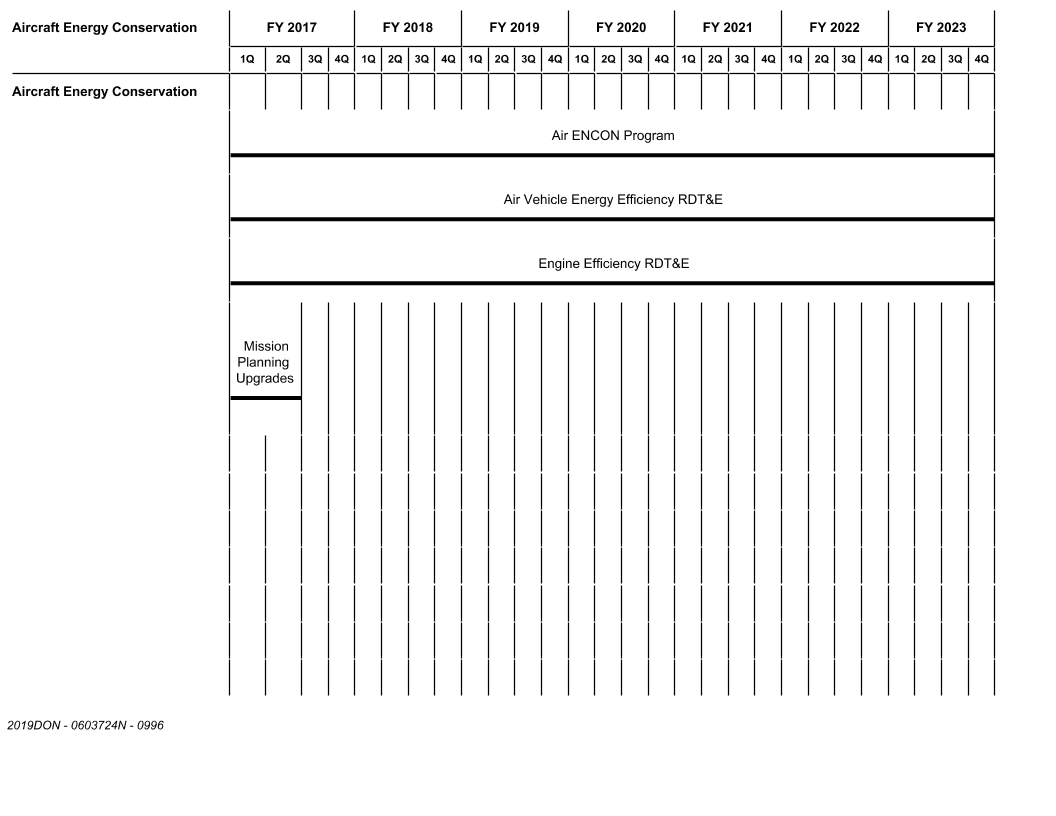 Aircraft Energy Conservation FY 2017 FY 2018 FY 2019 FY 2020 FY 2021 FY 2022 FY 2023
1Q 2Q 3Q 4Q 1Q 2Q 3Q 4Q 1Q 2Q 3Q 4Q 1Q 2Q 3Q 4Q 1Q 2Q 3Q 4Q 1Q 2Q 3Q 4Q 1Q 2Q 3Q 4Q
Aircraft Energy Conservation
Air ENCON Program
Air Vehicle Energy Efficiency RDT&E
Engine Efficiency RDT&E
Mission
Planning
Upgrades
2019DON - 0603724N - 0996